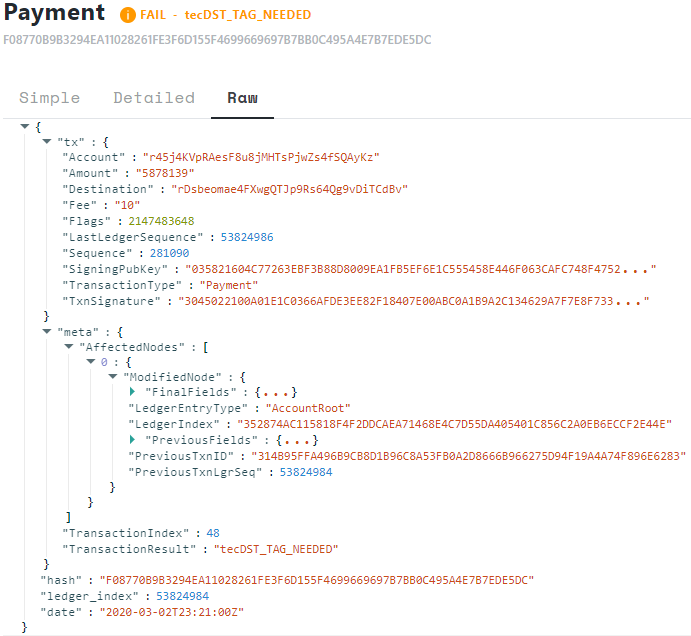 Payment FAIL - tecDST_TAG_NEEDED
F08770B9B3294EA11028261FE3F6D155F4699669697B7BB0C495A4E7B7EDE5DC
Simple Detailed Raw
{
"tx" : {
"Account" : "r45j4KVpRAesF8u8jMHTsPjwZs4fSQAyKz"
"Amount" : "5878139"
"Destination" : "rDsbeomae4FXwgQTJp9Rs64Qg9vDiTCdBv"
"Fee" : "10"
"Flags" : 2147483648
"LastLedgerSequence" : 53824986
"Sequence" : 281090
"SigningPubKey" : "035821604C77263EBF3B88D8009EA1FB5EF6E1C555458E446F063CAFC748F4752..."
"TransactionType" : "Payment"
"TxnSignature" : "3045022100A01E1C0366AFDE3EE82F18407E00ABC0A1B9A2C134629A7F7E8F733..."
}
"meta" : {
"AffectedNodes" : [
0 : {
"ModifiedNode" : {
"FinalFields" : {...}
"LedgerEntryType" : "AccountRoot"
"LedgerIndex" : "352874AC115818F4F2DDCAEA71468E4C7D55DA405401C856C2A0EB6ECCF2E44E"
"PreviousFields" : {...}
"PreviousTxnID" : "314B95FFA496B9CB8D1B96C8A53FB0A2D8666B966275D94F19A4A74F896E6283"
"PreviousTxnLgrSeq" : 53824984
}
}
]
"TransactionIndex" : 48
"TransactionResult" : "tecDST_TAG_NEEDED"
}
"hash" : "F08770B9B3294EA11028261FE3F6D155F4699669697B7BB0C495A4E7B7EDE5DC"
"ledger_index" : 53824984
"date" : "2020-03-02T23:21:00Z"
}